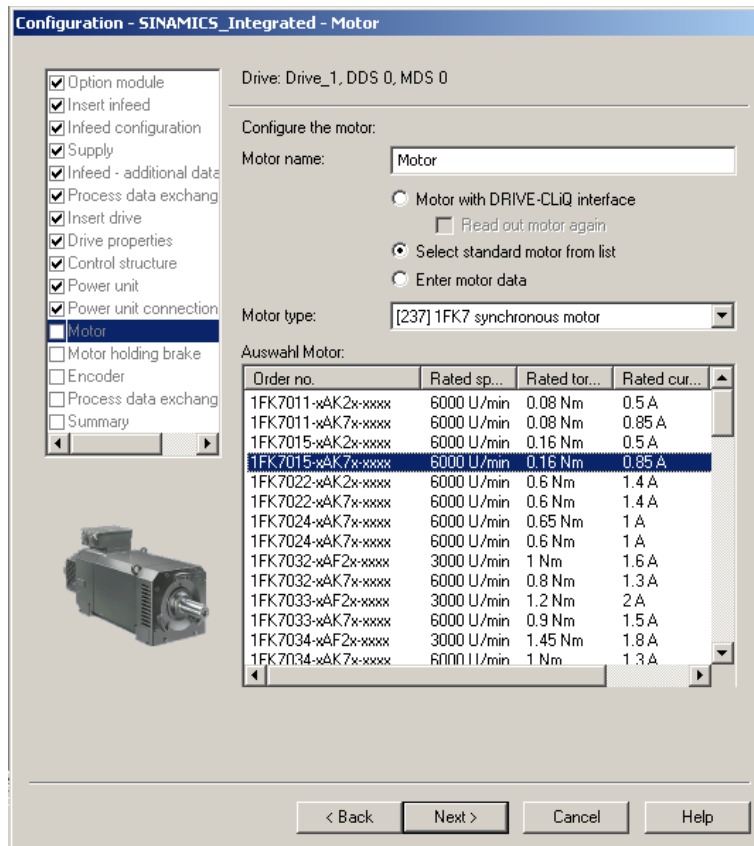 Configuration - SINAMICS_Integrated - Motor
Option module
Insert infeed
Infeed configuration
Supply
Infeed - additional data
Process data exchang
Insert drive
Drive properties
Control structure
Power unit
Power unit connection
Motor
Motor holding brake
Encoder
Process data exchang
Summary
Drive: Drive_1, DDS 0, MDS 0
Configure the motor:
Motor name: Motor
Motor with DRIVE-CLiQ interface
Read out motor again
Select standard motor from list
Enter motor data
Motor type: [237] 1FK7 synchronous motor
Auswahl Motor:
Order no. Rated sp... Rated tor... Rated cur...
1FK7011-xAK2x-xxxx 6000 U/min 0.08 Nm 0.5 A
1FK7011-xAK7x-xxxx 6000 U/min 0.08 Nm 0.85 A
1FK7015-xAK2x-xxxx 6000 U/min 0.16 Nm 0.5 A
1FK7015-xAK7x-xxxx 6000 U/min 0.16 Nm 0.85 A
1FK7022-xAK2x-xxxx 6000 U/min 0.6 Nm 1.4 A
1FK7022-xAK7x-xxxx 6000 U/min 0.6 Nm 1.4 A
1FK7024-xAK7x-xxxx 6000 U/min 0.65 Nm 1 A
1FK7024-xAK7x-xxxx 6000 U/min 0.6 Nm 1 A
1FK7032-xAF2x-xxxx 3000 U/min 1 Nm 1.6 A
1FK7032-xAK7x-xxxx 6000 U/min 0.8 Nm 1.3 A
1FK7033-xAF2x-xxxx 3000 U/min 1.2 Nm 2 A
1FK7033-xAK7x-xxxx 6000 U/min 0.9 Nm 1.5 A
1FK7034-xAF2x-xxxx 3000 U/min 1.45 Nm 1.8 A
1FK7034-xAK7x-xxxx 6000 U/min 1 Nm 1.3 A
< Back Next > Cancel Help